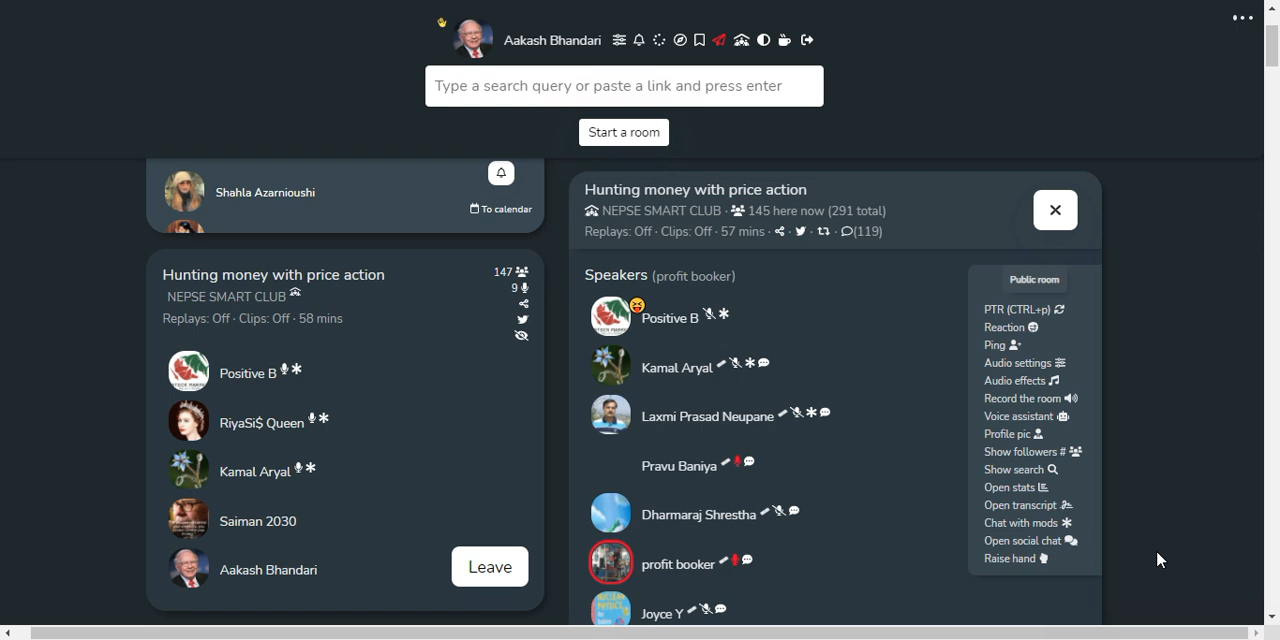 Aakash Bhandari
Type a search query or paste a link and press enter
Start a room
Shahla Azarnioushi
To calendar
Hunting money with price action
147
NEPSE SMART CLUB
9
Replays: Off · Clips: Off · 58 mins
Positive B
RiyaSi$ Queen
Kamal Aryal
Saiman 2030
Aakash Bhandari
Leave
Hunting money with price action
NEPSE SMART CLUB · 145 here now (291 total)
Replays: Off · Clips: Off · 57 mins · · · · (119)
Speakers (profit booker)
Positive B
Kamal Aryal
Laxmi Prasad Neupane
Pravu Baniya
Dharmaraj Shrestha
profit booker
Joyce Y
Public room
PTR (CTRL+p)
Reaction
Ping
Audio settings
Audio effects
Record the room
Voice assistant
Profile pic
Show followers #
Show search
Open stats
Open transcript
Chat with mods
Open social chat
Raise hand